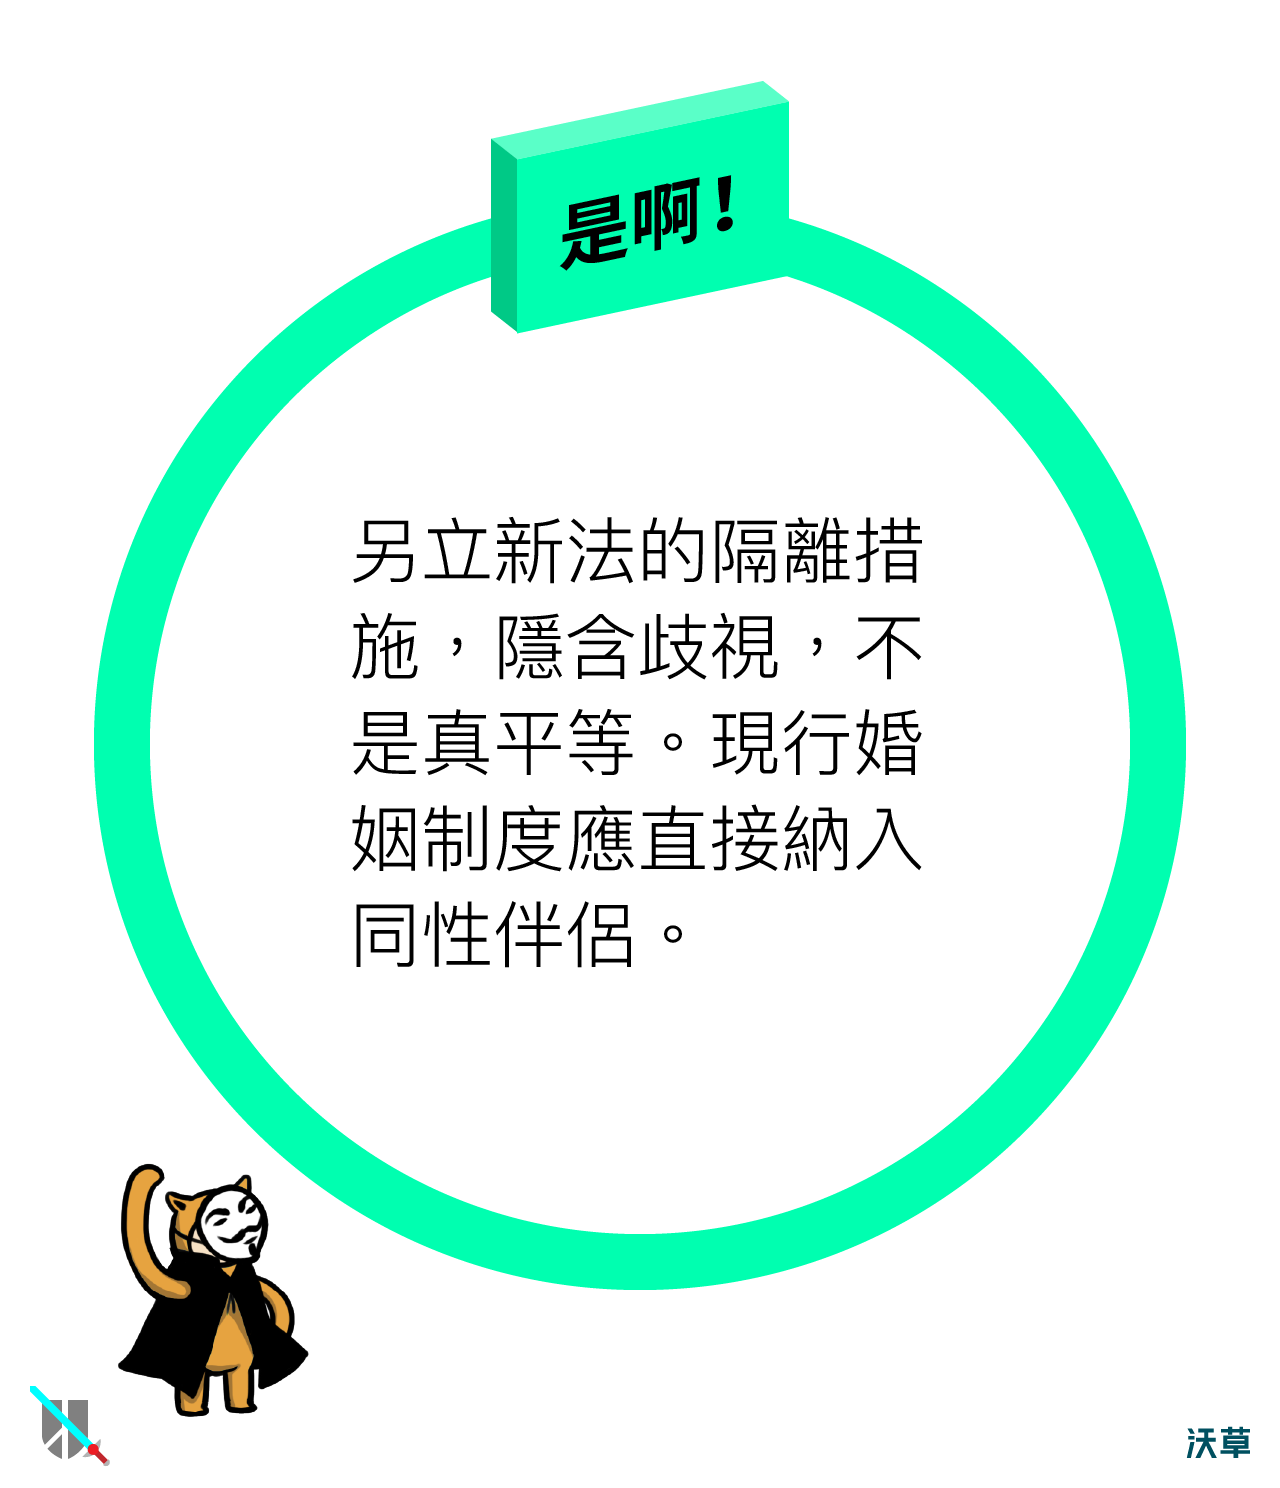 是啊！
另立新法的隔離措
施，隱含歧視，不
是真平等。現行婚
姻制度應直接納入
同性伴侶。
沃草